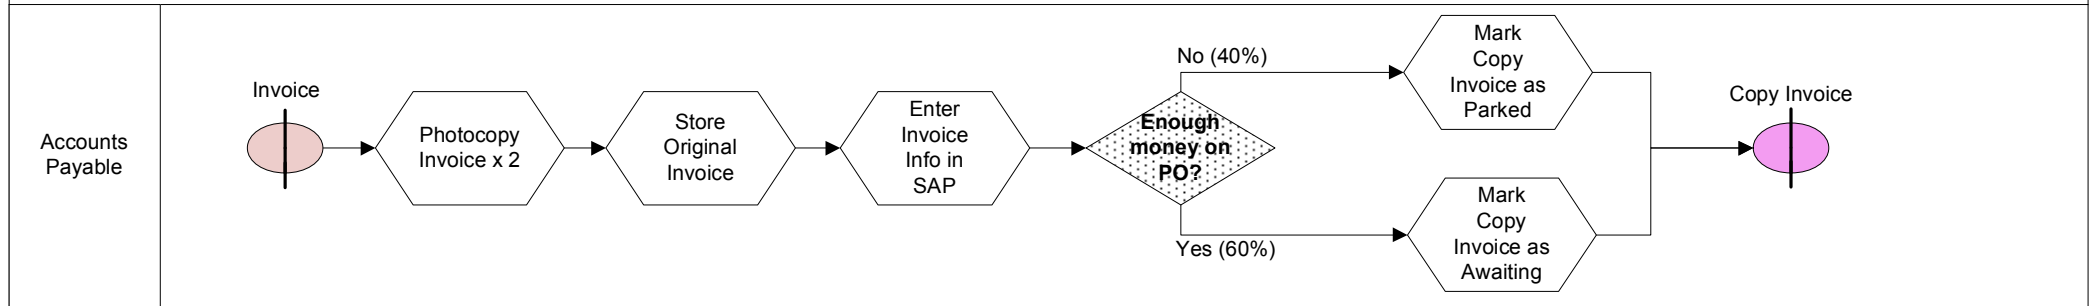 Accounts
Payable
Invoice
Photocopy
Invoice x 2
Store
Original
Invoice
Enter
Invoice
Info in
SAP
Enough
money on
PO?
No (40%)
Mark
Copy
Invoice as
Parked
Yes (60%)
Mark
Copy
Invoice as
Awaiting
Copy Invoice